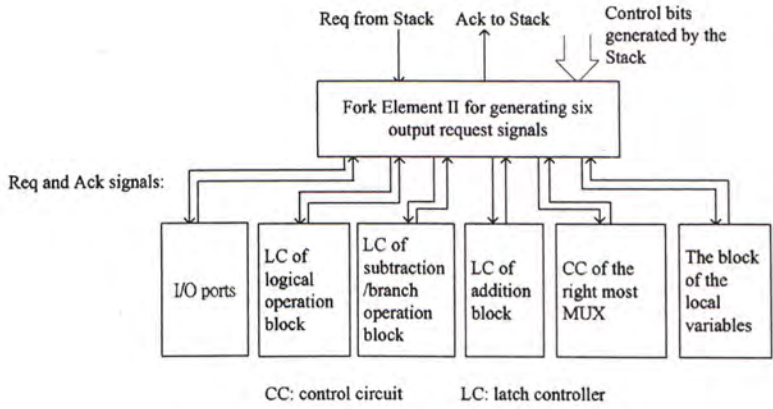 Req from Stack
Ack to Stack
Control bits
generated by the
Stack
Fork Element II for generating six
output request signals
Req and Ack signals:
I/O ports
LC of
logical
operation
block
LC of
subtraction
/branch
operation
block
LC of
addition
block
CC of the
right most
MUX
The block
of the
local
variables
CC: control circuit
LC: latch controller